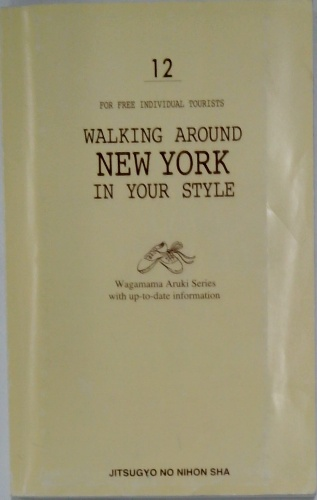 12
FOR FREE INDIVIDUAL TOURISTS
WALKING AROUND
NEW YORK
IN YOUR STYLE
Wagamama Aruki Series
with up-to-date information
JITSUGYO NO NIHON SHA